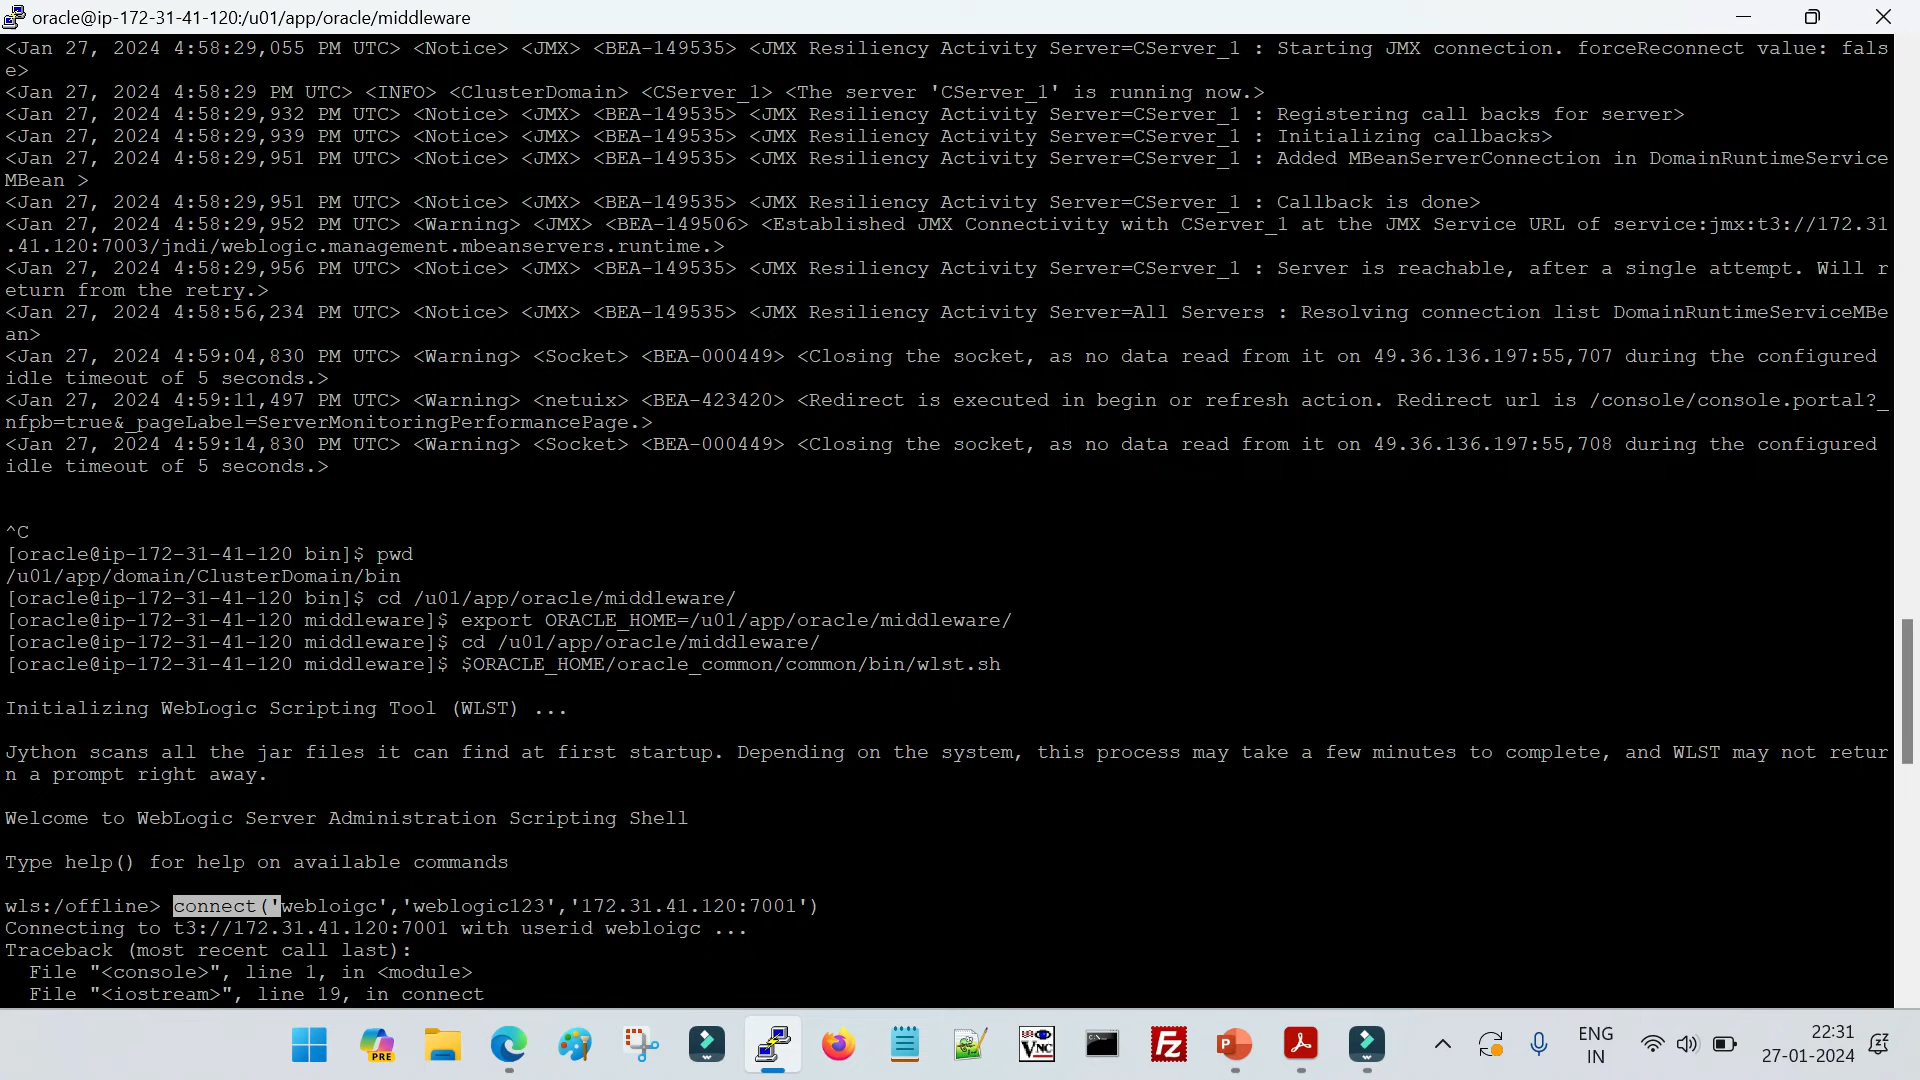 oracle@ip-172-31-41-120:/u01/app/oracle/middleware
<Jan 27, 2024 4:58:29,055 PM UTC> <Notice> <JMX> <BEA-149535> <JMX Resiliency Activity Server=CServer_1 : Starting JMX connection. forceReconnect value: fals
e>
<Jan 27, 2024 4:58:29 PM UTC> <INFO> <ClusterDomain> <CServer_1> <The server 'CServer_1' is running now.>
<Jan 27, 2024 4:58:29,932 PM UTC> <Notice> <JMX> <BEA-149535> <JMX Resiliency Activity Server=CServer_1 : Registering call backs for server>
<Jan 27, 2024 4:58:29,939 PM UTC> <Notice> <JMX> <BEA-149535> <JMX Resiliency Activity Server=CServer_1 : Initializing callbacks>
<Jan 27, 2024 4:58:29,951 PM UTC> <Notice> <JMX> <BEA-149535> <JMX Resiliency Activity Server=CServer_1 : Added MBeanServerConnection in DomainRuntimeService
MBean >
<Jan 27, 2024 4:58:29,951 PM UTC> <Notice> <JMX> <BEA-149535> <JMX Resiliency Activity Server=CServer_1 : Callback is done>
<Jan 27, 2024 4:58:29,952 PM UTC> <Warning> <JMX> <BEA-149506> <Established JMX Connectivity with CServer_1 at the JMX Service URL of service:jmx:t3://172.31
.41.120:7003/jndi/weblogic.management.mbeanservers.runtime.>
<Jan 27, 2024 4:58:29,956 PM UTC> <Notice> <JMX> <BEA-149535> <JMX Resiliency Activity Server=CServer_1 : Server is reachable, after a single attempt. Will r
eturn from the retry.>
<Jan 27, 2024 4:58:56,234 PM UTC> <Notice> <JMX> <BEA-149535> <JMX Resiliency Activity Server=All Servers : Resolving connection list DomainRuntimeServiceMBe
an>
<Jan 27, 2024 4:59:04,830 PM UTC> <Warning> <Socket> <BEA-000449> <Closing the socket, as no data read from it on 49.36.136.197:55,707 during the configured
idle timeout of 5 seconds.>
<Jan 27, 2024 4:59:11,497 PM UTC> <Warning> <netuix> <BEA-423420> <Redirect is executed in begin or refresh action. Redirect url is /console/console.portal?_
nfpb=true&_pageLabel=ServerMonitoringPerformancePage.>
<Jan 27, 2024 4:59:14,830 PM UTC> <Warning> <Socket> <BEA-000449> <Closing the socket, as no data read from it on 49.36.136.197:55,708 during the configured
idle timeout of 5 seconds.>
^C
[oracle@ip-172-31-41-120 bin]$ pwd
/u01/app/domain/ClusterDomain/bin
[oracle@ip-172-31-41-120 bin]$ cd /u01/app/oracle/middleware/
[oracle@ip-172-31-41-120 middleware]$ export ORACLE_HOME=/u01/app/oracle/middleware/
[oracle@ip-172-31-41-120 middleware]$ cd /u01/app/oracle/middleware/
[oracle@ip-172-31-41-120 middleware]$ $ORACLE_HOME/oracle_common/common/bin/wlst.sh
Initializing WebLogic Scripting Tool (WLST) ...
Jython scans all the jar files it can find at first startup. Depending on the system, this process may take a few minutes to complete, and WLST may not retur
n a prompt right away.
Welcome to WebLogic Server Administration Scripting Shell
Type help() for help on available commands
wls:/offline> connect('webloigc','weblogic123','172.31.41.120:7001')
Connecting to t3://172.31.41.120:7001 with userid webloigc ...
Traceback (most recent call last):
  File "<console>", line 1, in <module>
  File "<iostream>", line 19, in connect
PRE
VNC
FZ
P
ENG
IN
22:31
27-01-2024